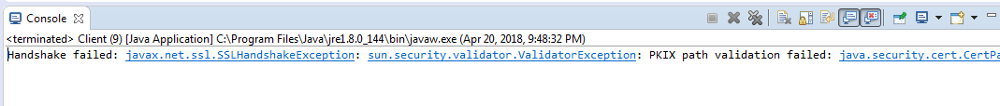 Console
<terminated> Client (9) [Java Application] C:\Program Files\Java\jre1.8.0_144\bin\javaw.exe (Apr 20, 2018, 9:48:32 PM)
Handshake failed: javax.net.ssl.SSLHandshakeException: sun.security.validator.ValidatorException: PKIX path validation failed: java.security.cert.CertPa